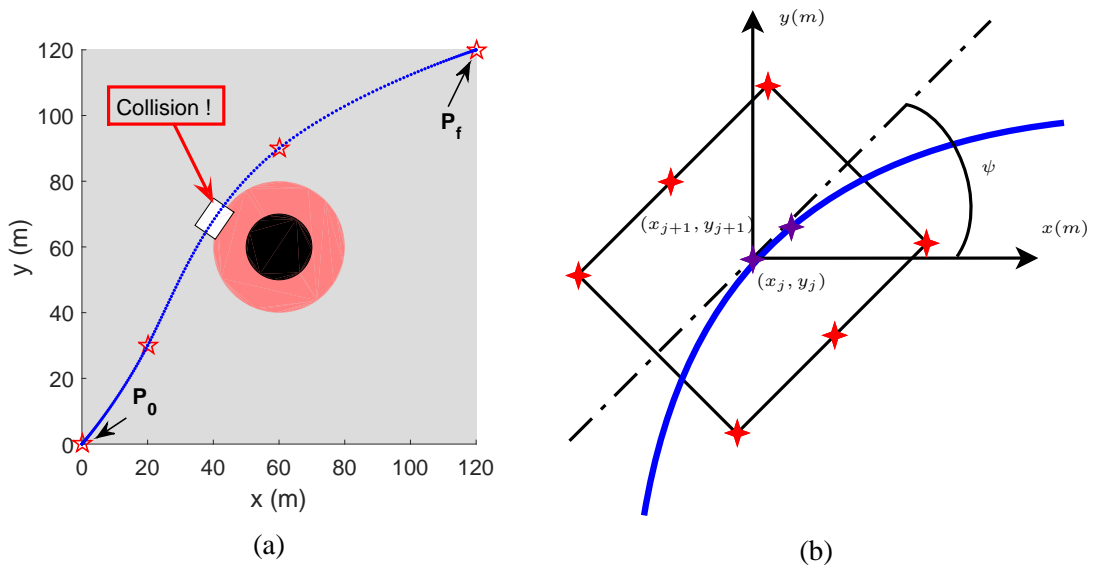 120
100
80
60
40
20
0
y (m)
Collision !
P_f
P_0
0 20 40 60 80 100 120
x (m)
(a)
y(m)
ψ
(x_{j+1}, y_{j+1})
x(m)
(x_j, y_j)
(b)